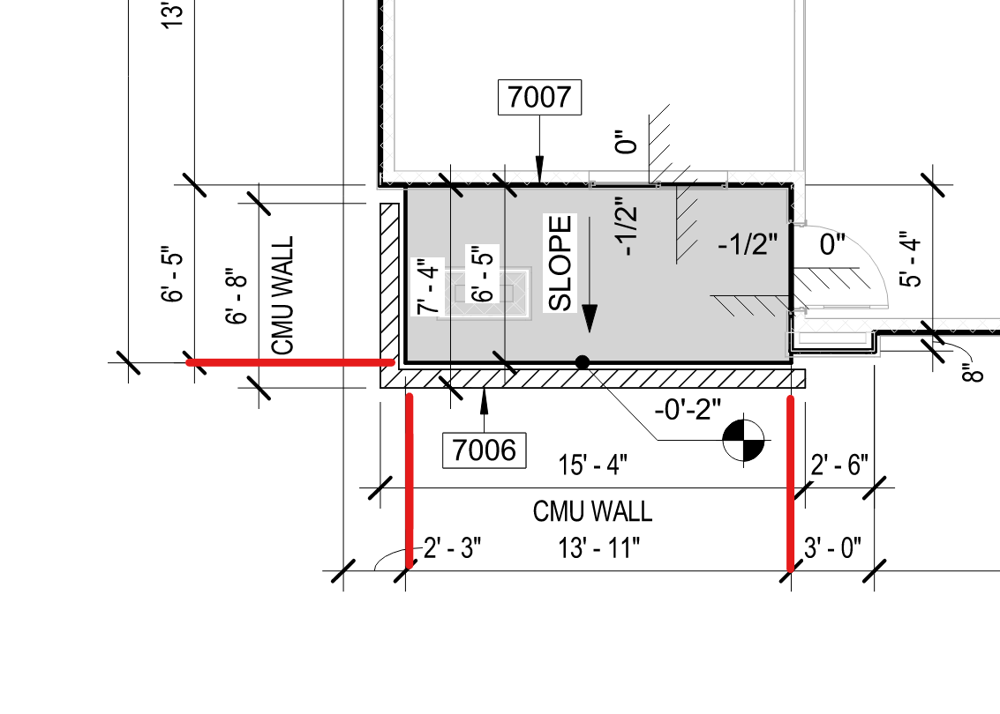 13'
7007
0"
-1/2"
-1/2"
0"
SLOPE
5' - 4"
6' - 5"
6' - 8"
CMU WALL
7' - 4"
6' - 5"
8"
-0'-2"
7006
15' - 4"
2' - 6"
CMU WALL
2' - 3"
13' - 11"
3' - 0"